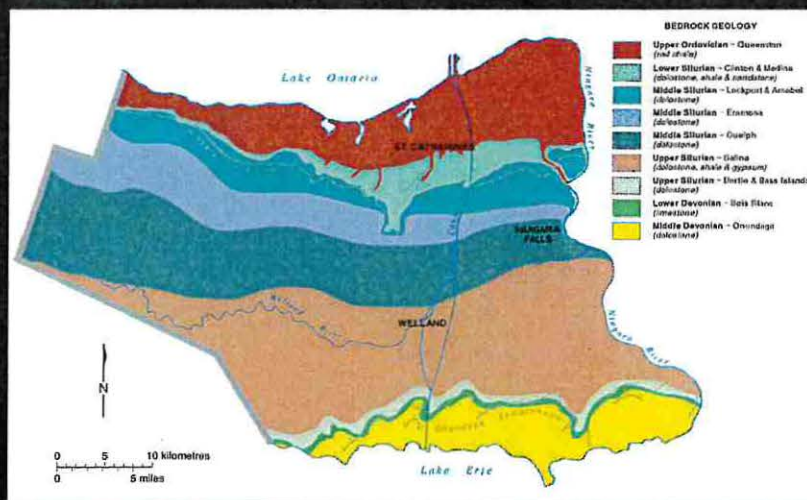 BEDROCK GEOLOGY
Upper Ordovician - Queenston
(red shale)
Lower Silurian - Clinton & Medina
(dolostone, shale & sandstone)
Middle Silurian - Lockport & Amabel
(dolostone)
Middle Silurian - Eramosa
(dolostone)
Middle Silurian - Guelph
(dolostone)
Upper Silurian - Salina
(dolostone, shale & gypsum)
Upper Silurian - Bertie & Bass Islands
(dolostone)
Lower Devonian - Bois Blanc
(limestone)
Middle Devonian - Onondaga
(dolostone)
Lake Ontario
Niagara River
ST. CATHARINES
NIAGARA
FALLS
Welland
River
WELLAND
Niagara River
Onondaga Escarpment
N
0 5 10 kilometres
0 5 miles
Lake Erie